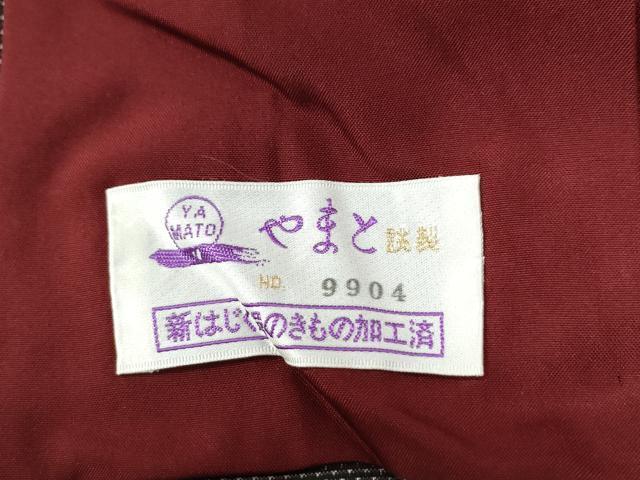 YA
MATO
やまと 謹製
NO. 9904
新はじくのきもの加工済